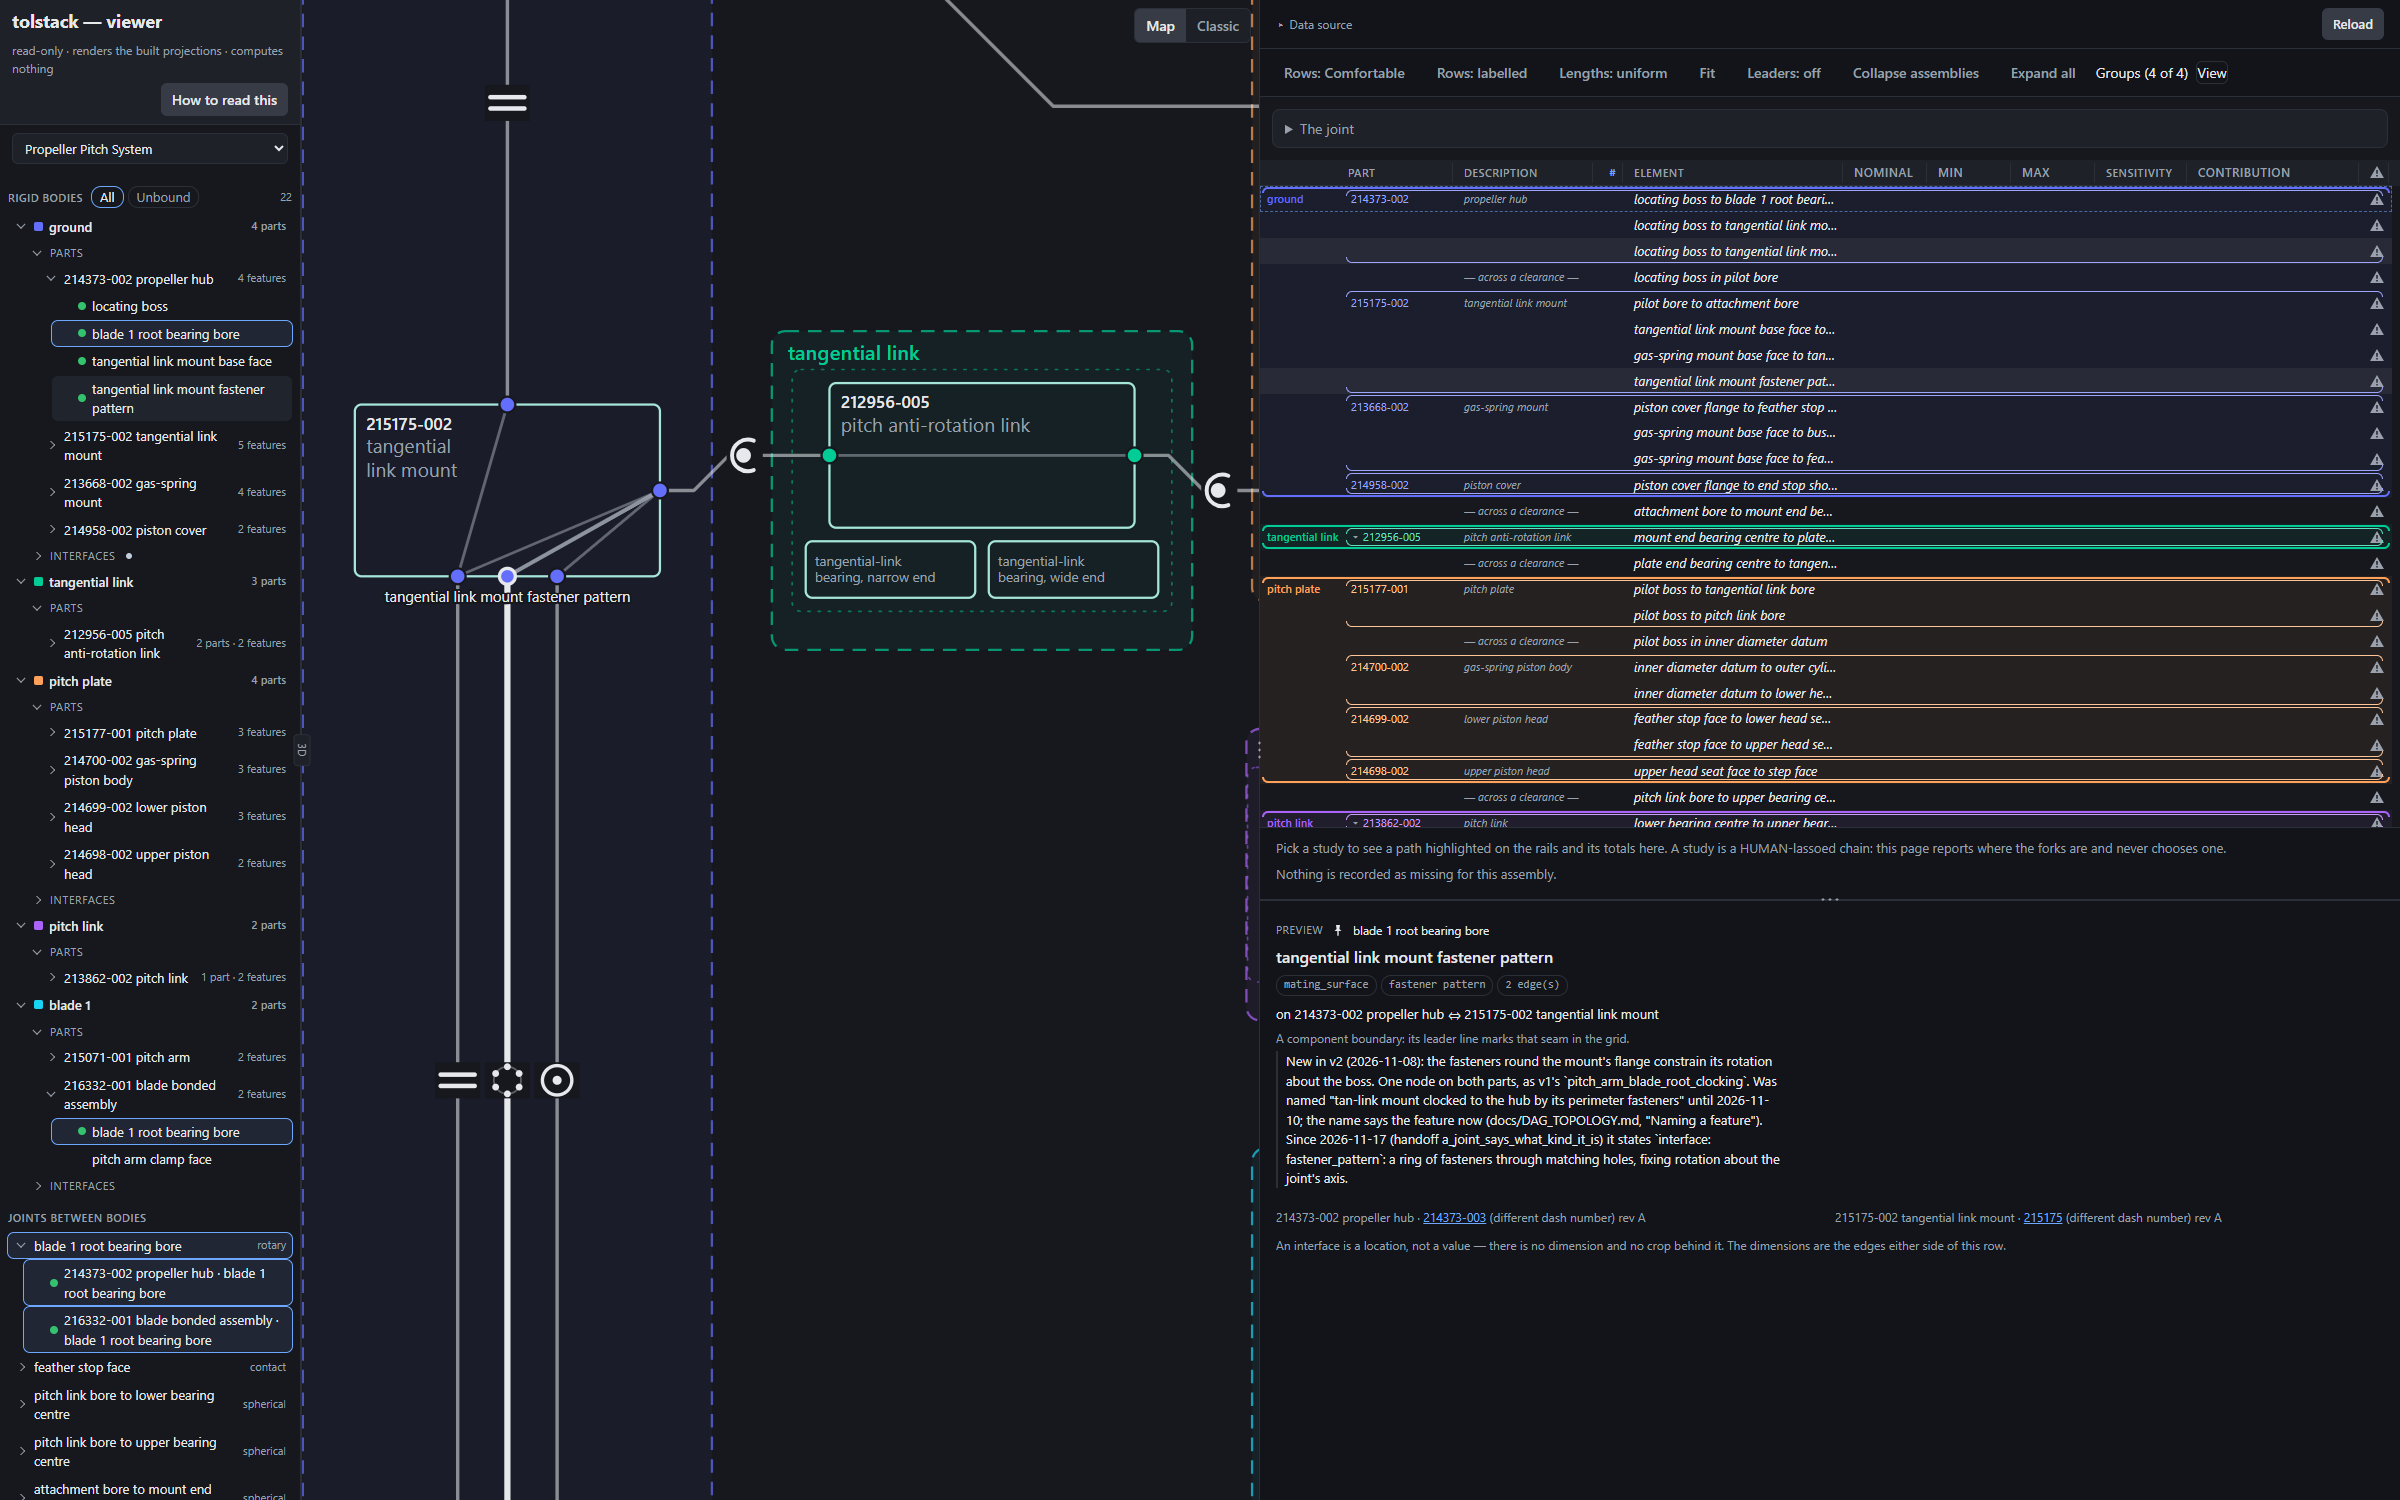 tolstack — viewer
read-only · renders the built projections · computes
nothing
How to read this
Propeller Pitch System
RIGID BODIES All Unbound 22
ground 4 parts
PARTS
214373-002 propeller hub 4 features
locating boss
blade 1 root bearing bore
tangential link mount base face
tangential link mount fastener
pattern
215175-002 tangential link
mount 5 features
213668-002 gas-spring
mount 4 features
214958-002 piston cover 2 features
INTERFACES
tangential link 3 parts
PARTS
212956-005 pitch
anti-rotation link 2 parts · 2 features
pitch plate 4 parts
PARTS
215177-001 pitch plate 3 features
214700-002 gas-spring
piston body 3 features
214699-002 lower piston
head 3 features
214698-002 upper piston
head 2 features
INTERFACES
pitch link 2 parts
PARTS
213862-002 pitch link 1 part · 2 features
blade 1 2 parts
PARTS
215071-001 pitch arm 2 features
216332-001 blade bonded
assembly 2 features
blade 1 root bearing bore
pitch arm clamp face
INTERFACES
JOINTS BETWEEN BODIES
blade 1 root bearing bore rotary
214373-002 propeller hub · blade 1
root bearing bore
216332-001 blade bonded assembly ·
blade 1 root bearing bore
feather stop face contact
pitch link bore to lower bearing
centre spherical
pitch link bore to upper bearing
centre spherical
attachment bore to mount end spherical
3D
Map Classic
215175-002
tangential
link mount
tangential link mount fastener pattern
tangential link
212956-005
pitch anti-rotation link
tangential-link
bearing, narrow end
tangential-link
bearing, wide end
Data source Reload
Rows: Comfortable Rows: labelled Lengths: uniform Fit Leaders: off Collapse assemblies Expand all Groups (4 of 4) View
The joint
PART DESCRIPTION # ELEMENT NOMINAL MIN MAX SENSITIVITY CONTRIBUTION
ground 214373-002 propeller hub locating boss to blade 1 root beari...
locating boss to tangential link mo...
locating boss to tangential link mo...
— across a clearance — locating boss in pilot bore
215175-002 tangential link mount pilot bore to attachment bore
tangential link mount base face to...
gas-spring mount base face to tan...
tangential link mount fastener pat...
213668-002 gas-spring mount piston cover flange to feather stop ...
gas-spring mount base face to bus...
gas-spring mount base face to fea...
214958-002 piston cover piston cover flange to end stop sho...
— across a clearance — attachment bore to mount end be...
tangential link 212956-005 pitch anti-rotation link mount end bearing centre to plate...
— across a clearance — plate end bearing centre to tangen...
pitch plate 215177-001 pitch plate pilot boss to tangential link bore
pilot boss to pitch link bore
— across a clearance — pilot boss in inner diameter datum
214700-002 gas-spring piston body inner diameter datum to outer cyli...
inner diameter datum to lower he...
214699-002 lower piston head feather stop face to lower head se...
feather stop face to upper head se...
214698-002 upper piston head upper head seat face to step face
— across a clearance — pitch link bore to upper bearing ce...
pitch link 213862-002 pitch link lower bearing centre to upper bear...
Pick a study to see a path highlighted on the rails and its totals here. A study is a HUMAN-lassoed chain: this page reports where the forks are and never chooses one.
Nothing is recorded as missing for this assembly.
PREVIEW blade 1 root bearing bore
tangential link mount fastener pattern
mating_surface fastener pattern 2 edge(s)
on 214373-002 propeller hub ⇔ 215175-002 tangential link mount
A component boundary: its leader line marks that seam in the grid.
New in v2 (2026-11-08): the fasteners round the mount's flange constrain its rotation
about the boss. One node on both parts, as v1's `pitch_arm_blade_root_clocking`. Was
named "tan-link mount clocked to the hub by its perimeter fasteners" until 2026-11-
10; the name says the feature now (docs/DAG_TOPOLOGY.md, "Naming a feature").
Since 2026-11-17 (handoff a_joint_says_what_kind_it_is) it states `interface:
fastener_pattern`: a ring of fasteners through matching holes, fixing rotation about the
joint's axis.
214373-002 propeller hub · 214373-003 (different dash number) rev A 215175-002 tangential link mount · 215175 (different dash number) rev A
An interface is a location, not a value — there is no dimension and no crop behind it. The dimensions are the edges either side of this row.